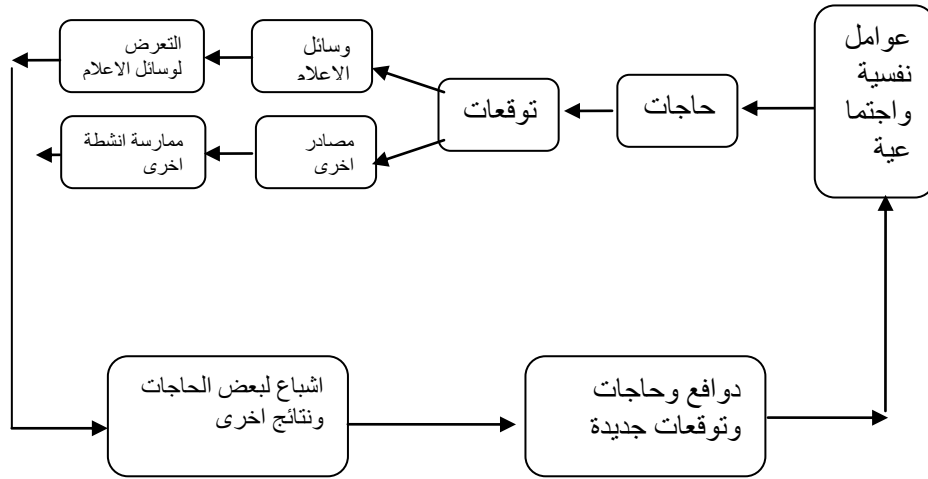 عوامل
نفسية
واجتما
عية
حاجات
توقعات
وسائل
الاعلام
التعرض
لوسائل الاعلام
مصادر
اخرى
ممارسة انشطة
اخرى
اشباع لبعض الحاجات
ونتائج اخرى
دوافع وحاجات
وتوقعات جديدة